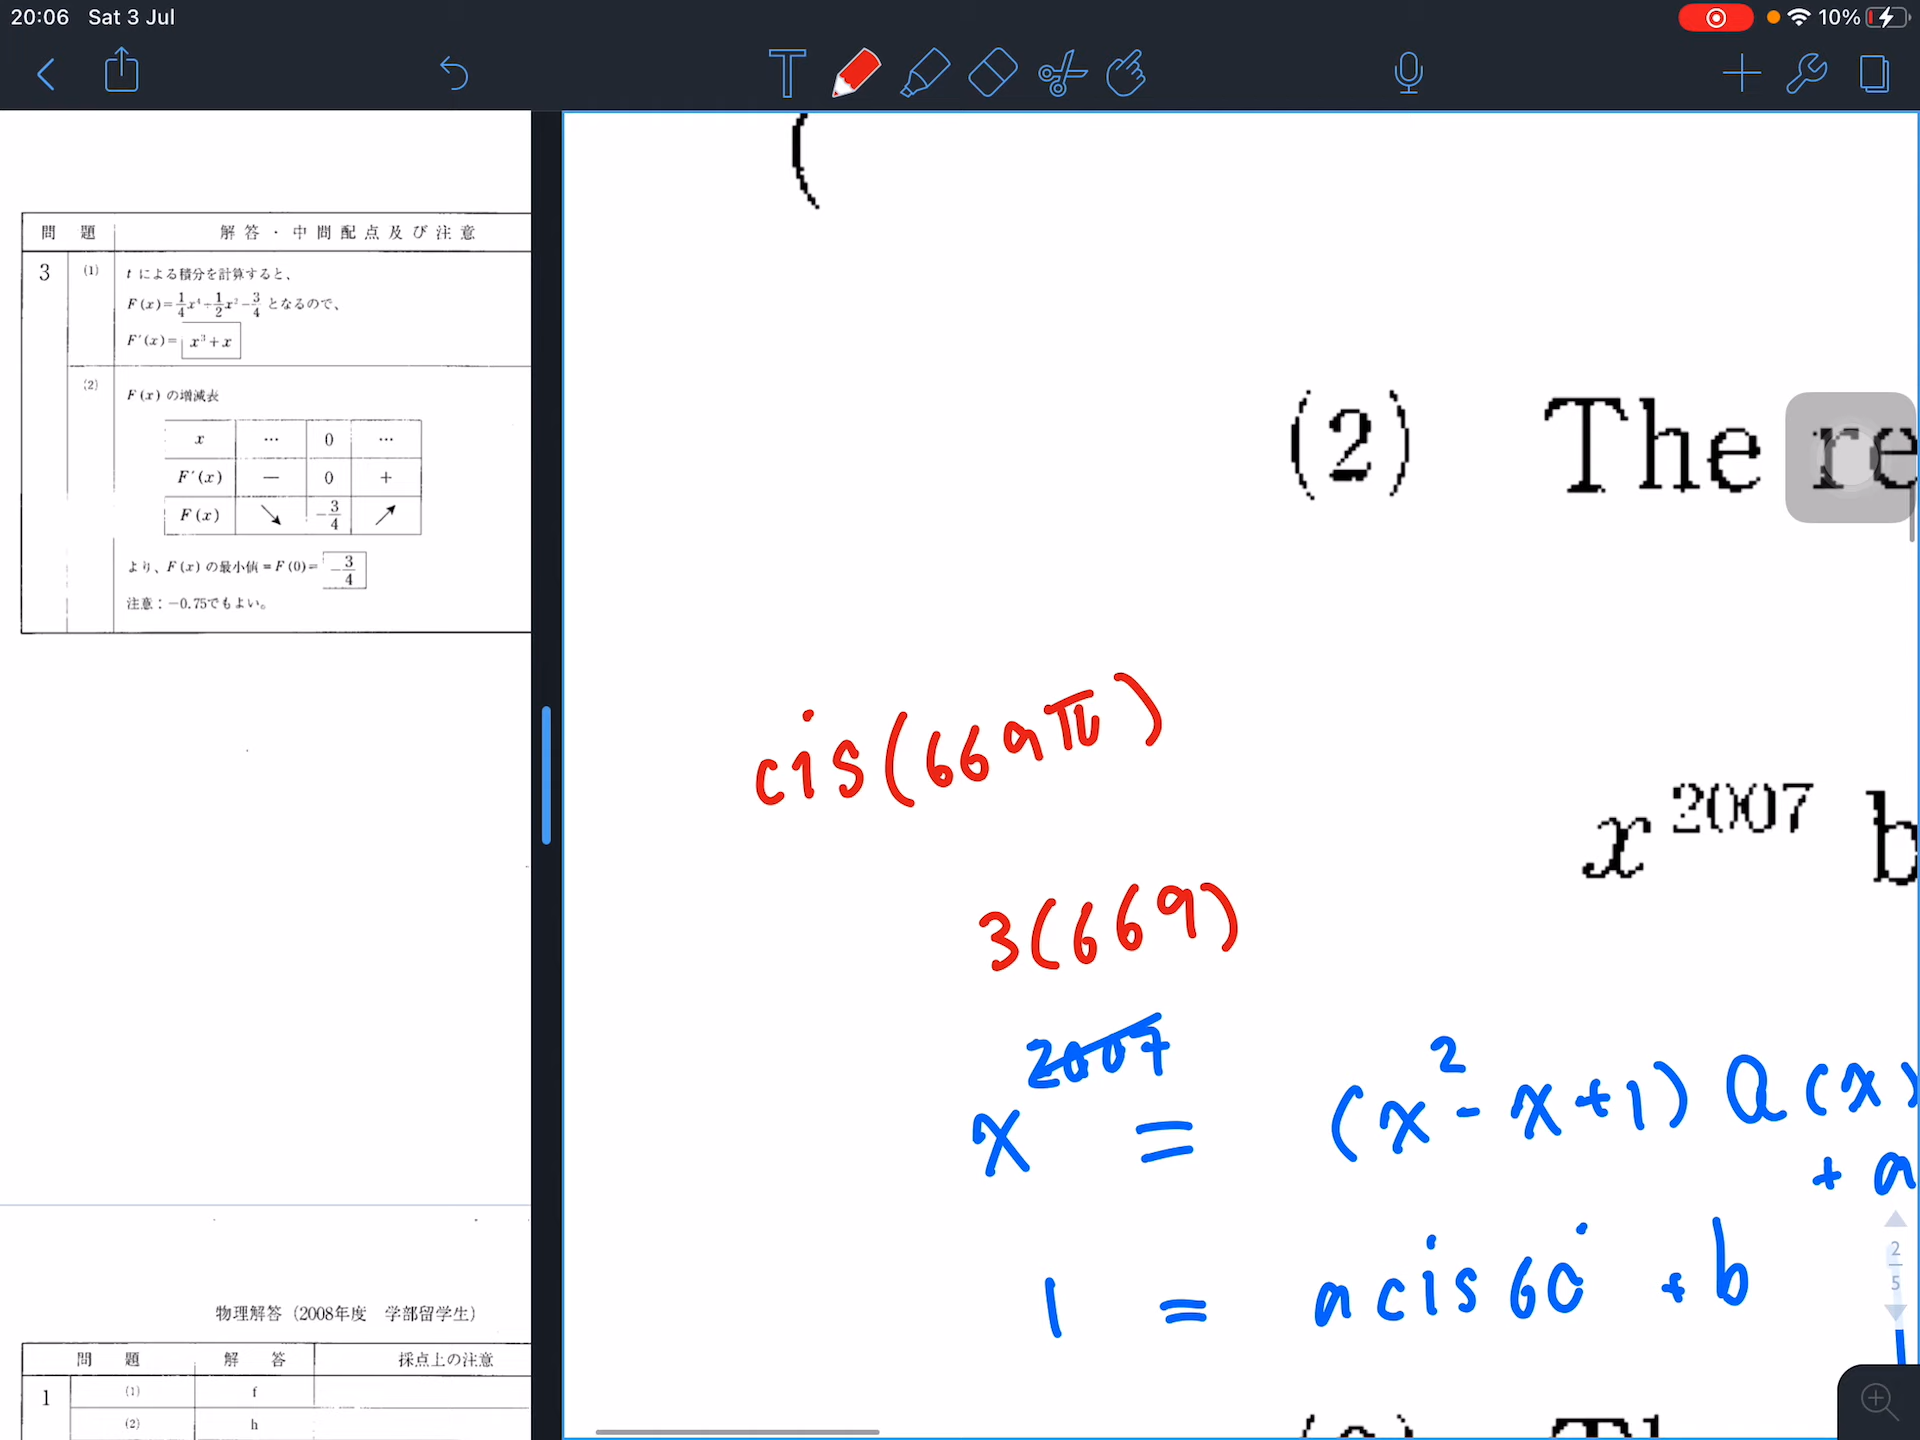 20:06 Sat 3 Jul
10%
問 題 解 答 ・ 中 間 配 点 及 び 注 意
3 (1) t による積分を計算すると、
F(x)=1/4x⁴+1/2x²−3/4 となるので、
F′(x)= x³+x
(2) F(x) の増減表
x … 0 …
F′(x) − 0 +
F(x) ↘ −3/4 ↗
より、F(x) の最小値=F(0)= −3/4
注意:−0.75でもよい。
物理解答(2008年度 学部留学生)
問 題 解 答 採点上の注意
1 (1) f
(2) h
(
(2) The re
cis(669π)
x²⁰⁰⁷ b
3(669)
x²⁰⁰⁷ = (x²-x+1) Q(x)
+ a
1 = a cis 60° + b
2
5